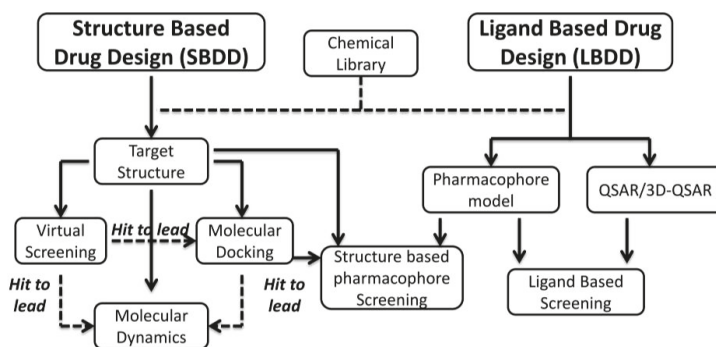 Structure Based
Drug Design (SBDD)
Chemical
Library
Ligand Based Drug
Design (LBDD)
Target
Structure
Pharmacophore
model
QSAR/3D-QSAR
Virtual
Screening
Hit to lead
Molecular
Docking
Structure based
pharmacophore
Screening
Ligand Based
Screening
Hit to
lead
Hit to
lead
Molecular
Dynamics